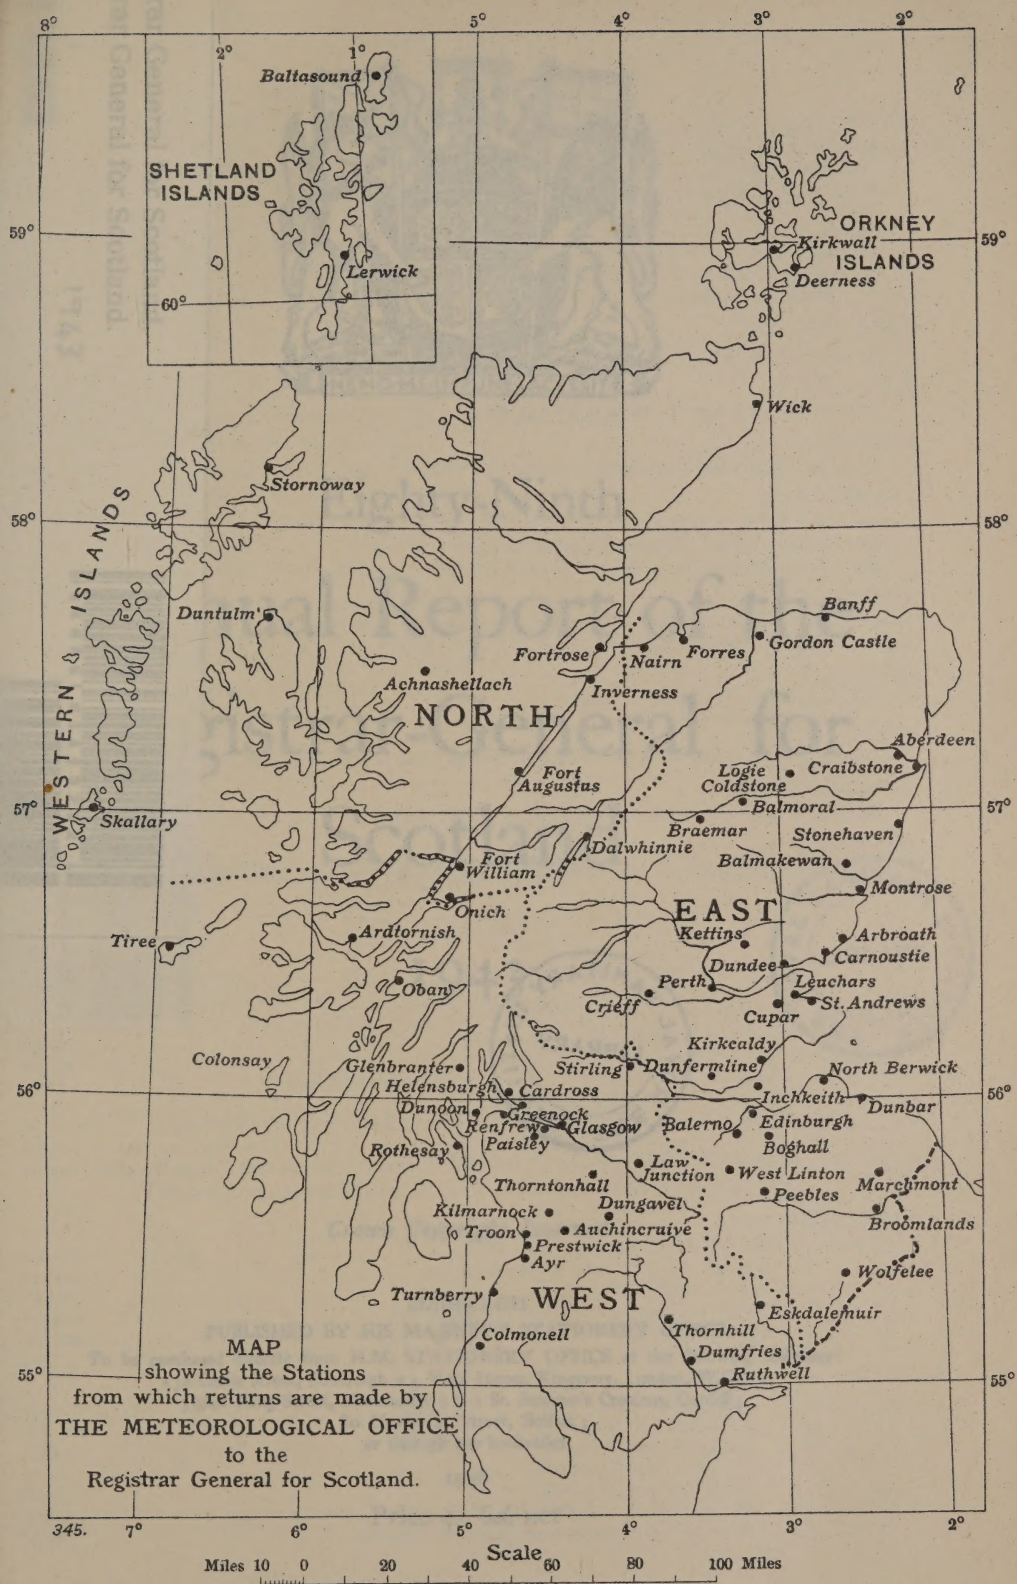 8°
5°
4°
3°
2°
2°
1°
Baltasound
SHETLAND
ISLANDS
59°
59°
ORKNEY
ISLANDS
Kirkwall
Deerness
Lerwick
60°
Wick
Stornoway
58°
58°
WESTERN ISLANDS
Duntulm
Banff
Gordon Castle
Fortrose
Nairn
Forres
Achnashellach
Inverness
NORTH
Aberdeen
Fort
Augustus
Logie
Coldstone
Craibstone
57°
57°
Balmoral
Skallary
Braemar
Stonehaven
Dalwhinnie
Balmakewan
Fort
William
Montrose
Onich
EAST
Tiree
Ardtornish
Kettins
Arbroath
Dundee
Carnoustie
Oban
Perth
Leuchars
Crieff
St. Andrews
Cupar
Kirkcaldy
Colonsay
Glenbranter
Stirling
Dunfermline
North Berwick
56°
56°
Helensburgh
Cardross
Inchkeith
Dunbar
Dunoon
Greenock
Renfrew
Glasgow
Balerno
Edinburgh
Rothesay
Paisley
Boghall
Law
Junction
West Linton
Marchmont
Thorntonhall
Peebles
Kilmarnock
Dungavel
Broomlands
Troon
Auchincruive
Prestwick
Ayr
Wolfelee
Turnberry
WEST
Eskdalemuir
Colmonell
Thornhill
Dumfries
Ruthwell
55°
55°
MAP
showing the Stations
from which returns are made by
THE METEOROLOGICAL OFFICE
to the
Registrar General for Scotland.
345.
7°
6°
5°
4°
3°
2°
Scale
Miles 10 0 20 40 60 80 100 Miles